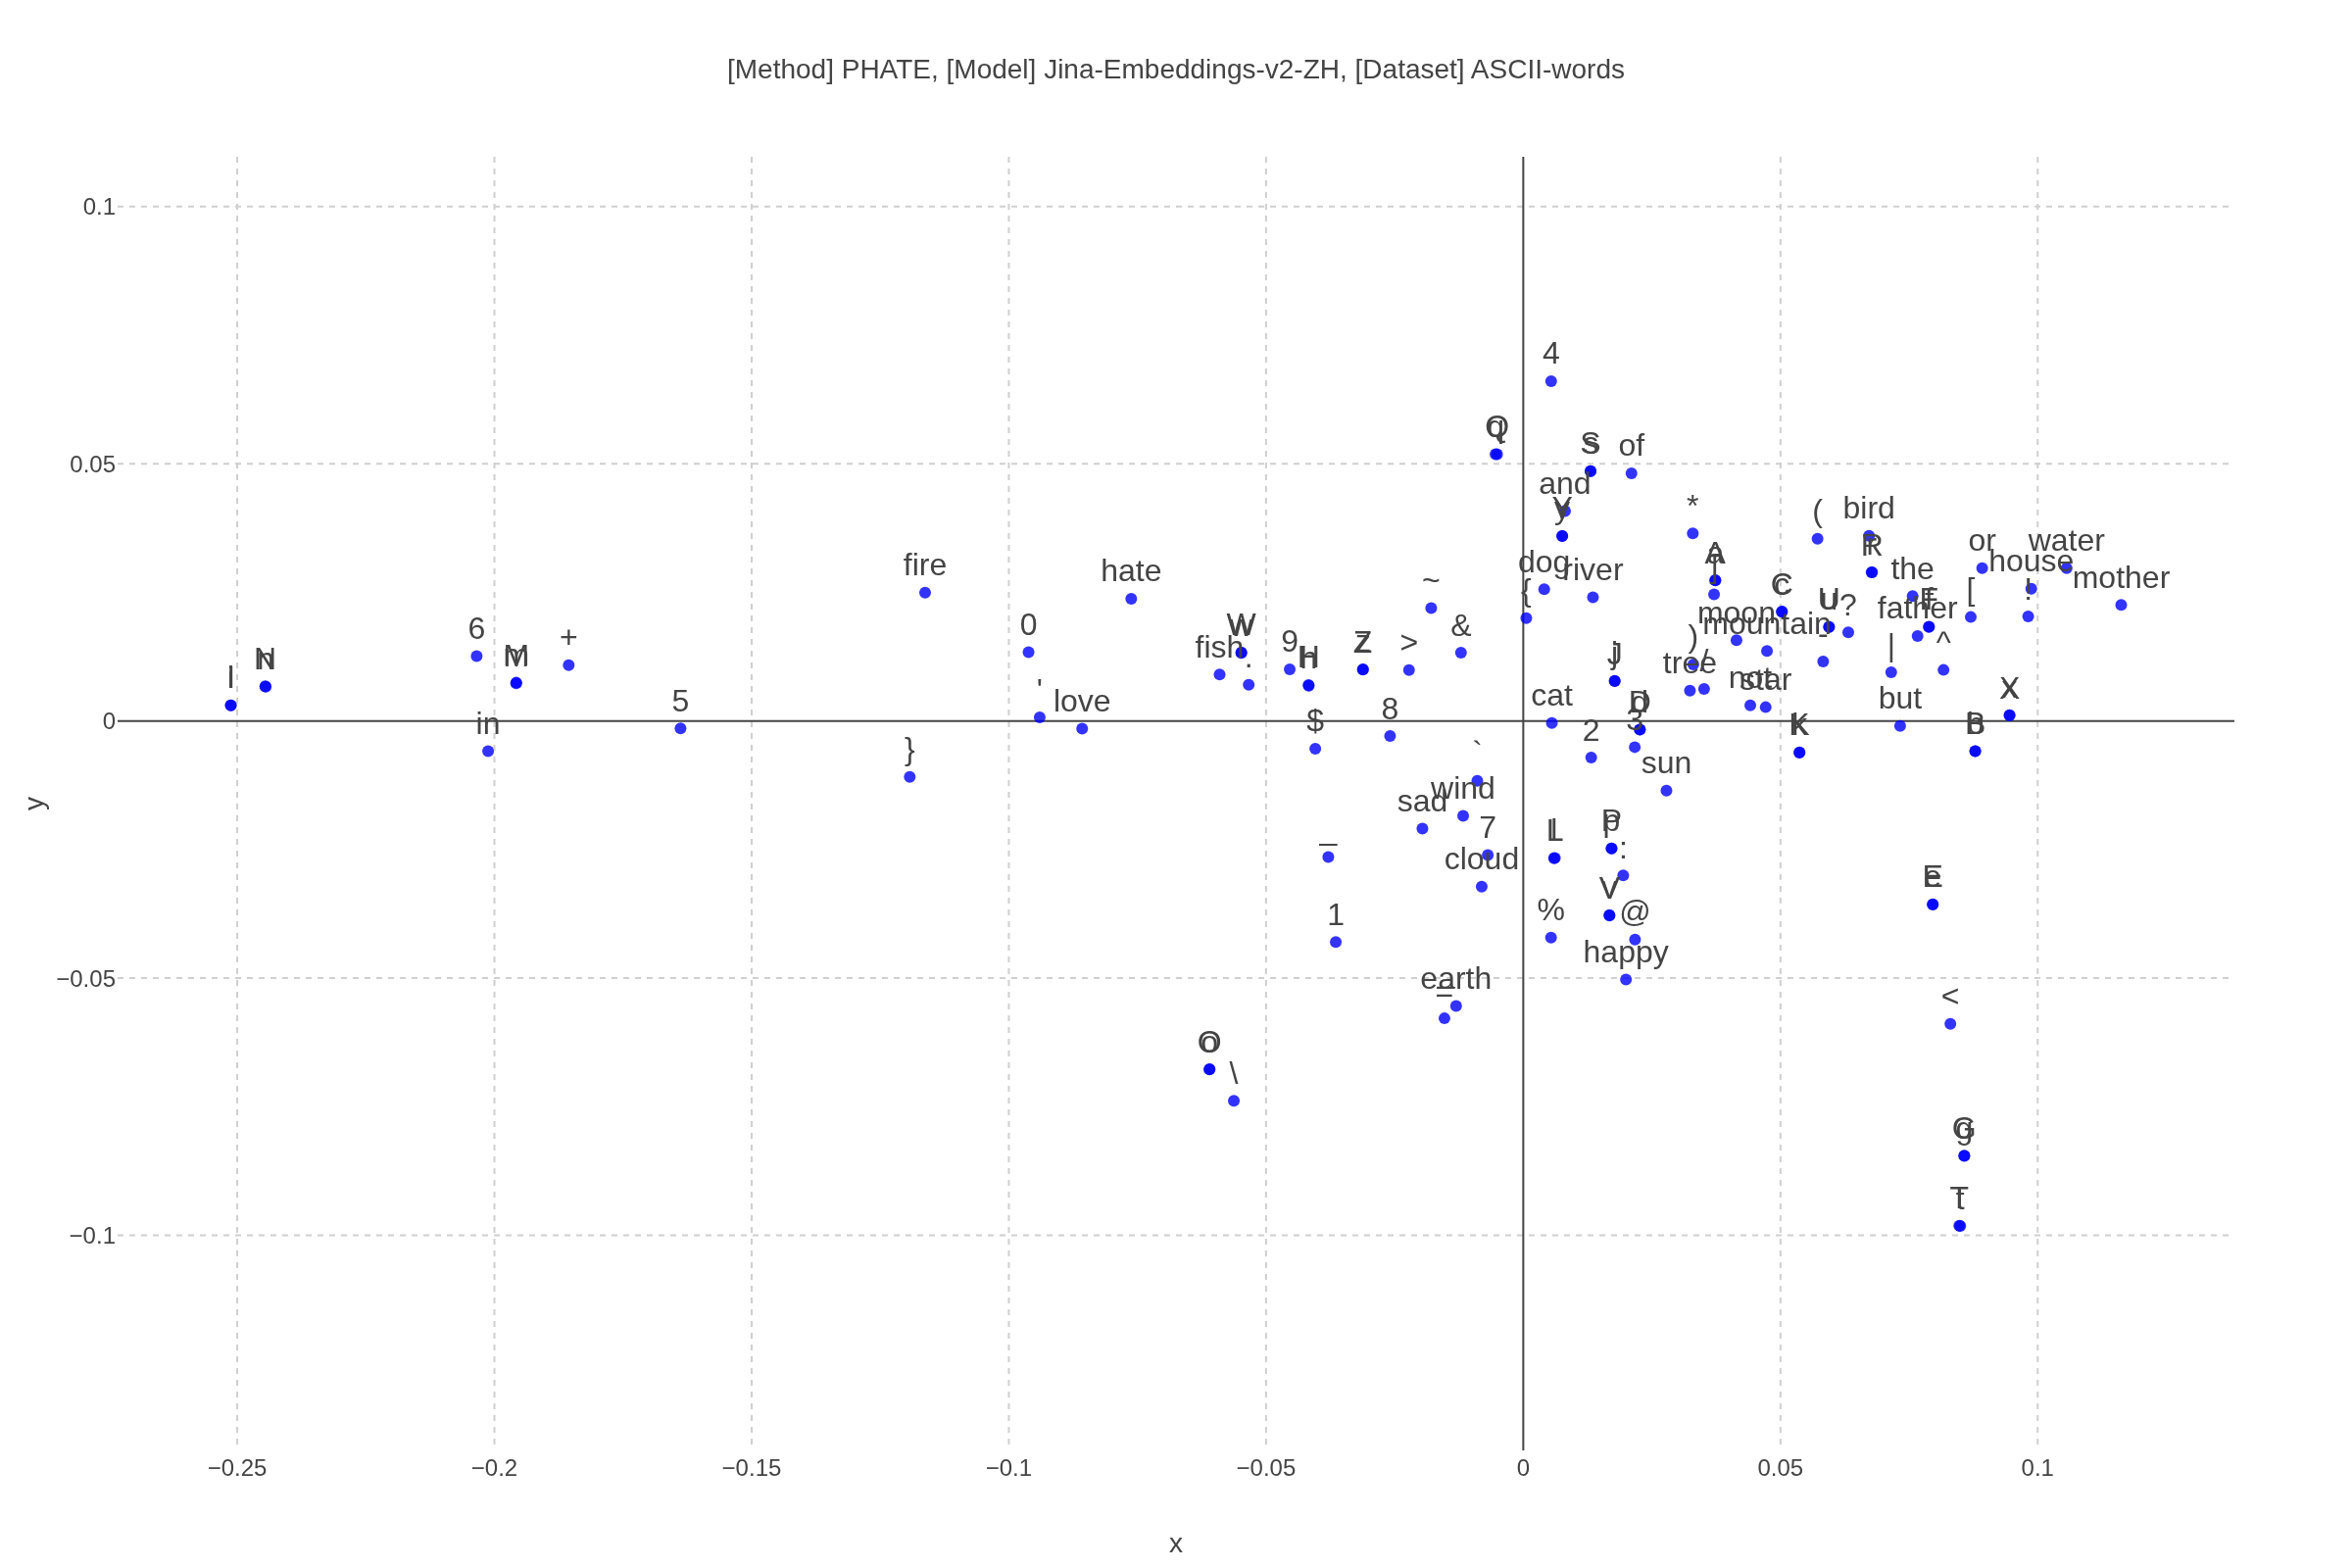 [Method] PHATE, [Model] Jina-Embeddings-v2-ZH, [Dataset] ASCII-words
0.1
4
Q
q
0.05
S
s
of
and
Y
y
*
(
bird
R
r
or
water
fire
hate
~
dog
river
{
A
a
the
house
mother
C
c
U
u
?
father
F
f
[
!
6
N
n
M
m
+
0
fish
W
w
.
9
H
h
Z
z
>
&
J
j
)
/
tree
moon
mountain
-
|
^
I
in
5
'
love
$
8
cat
2
3
D
d
not
star
but
X
x
0
}
`
sun
K
k
B
b
y
sad
wind
7
cloud
_
L
l
P
p
:
V
v
E
e
1
%
@
happy
−0.05
earth
=
<
O
o
\
G
g
T
t
−0.1
−0.25
−0.2
−0.15
−0.1
−0.05
0
0.05
0.1
x